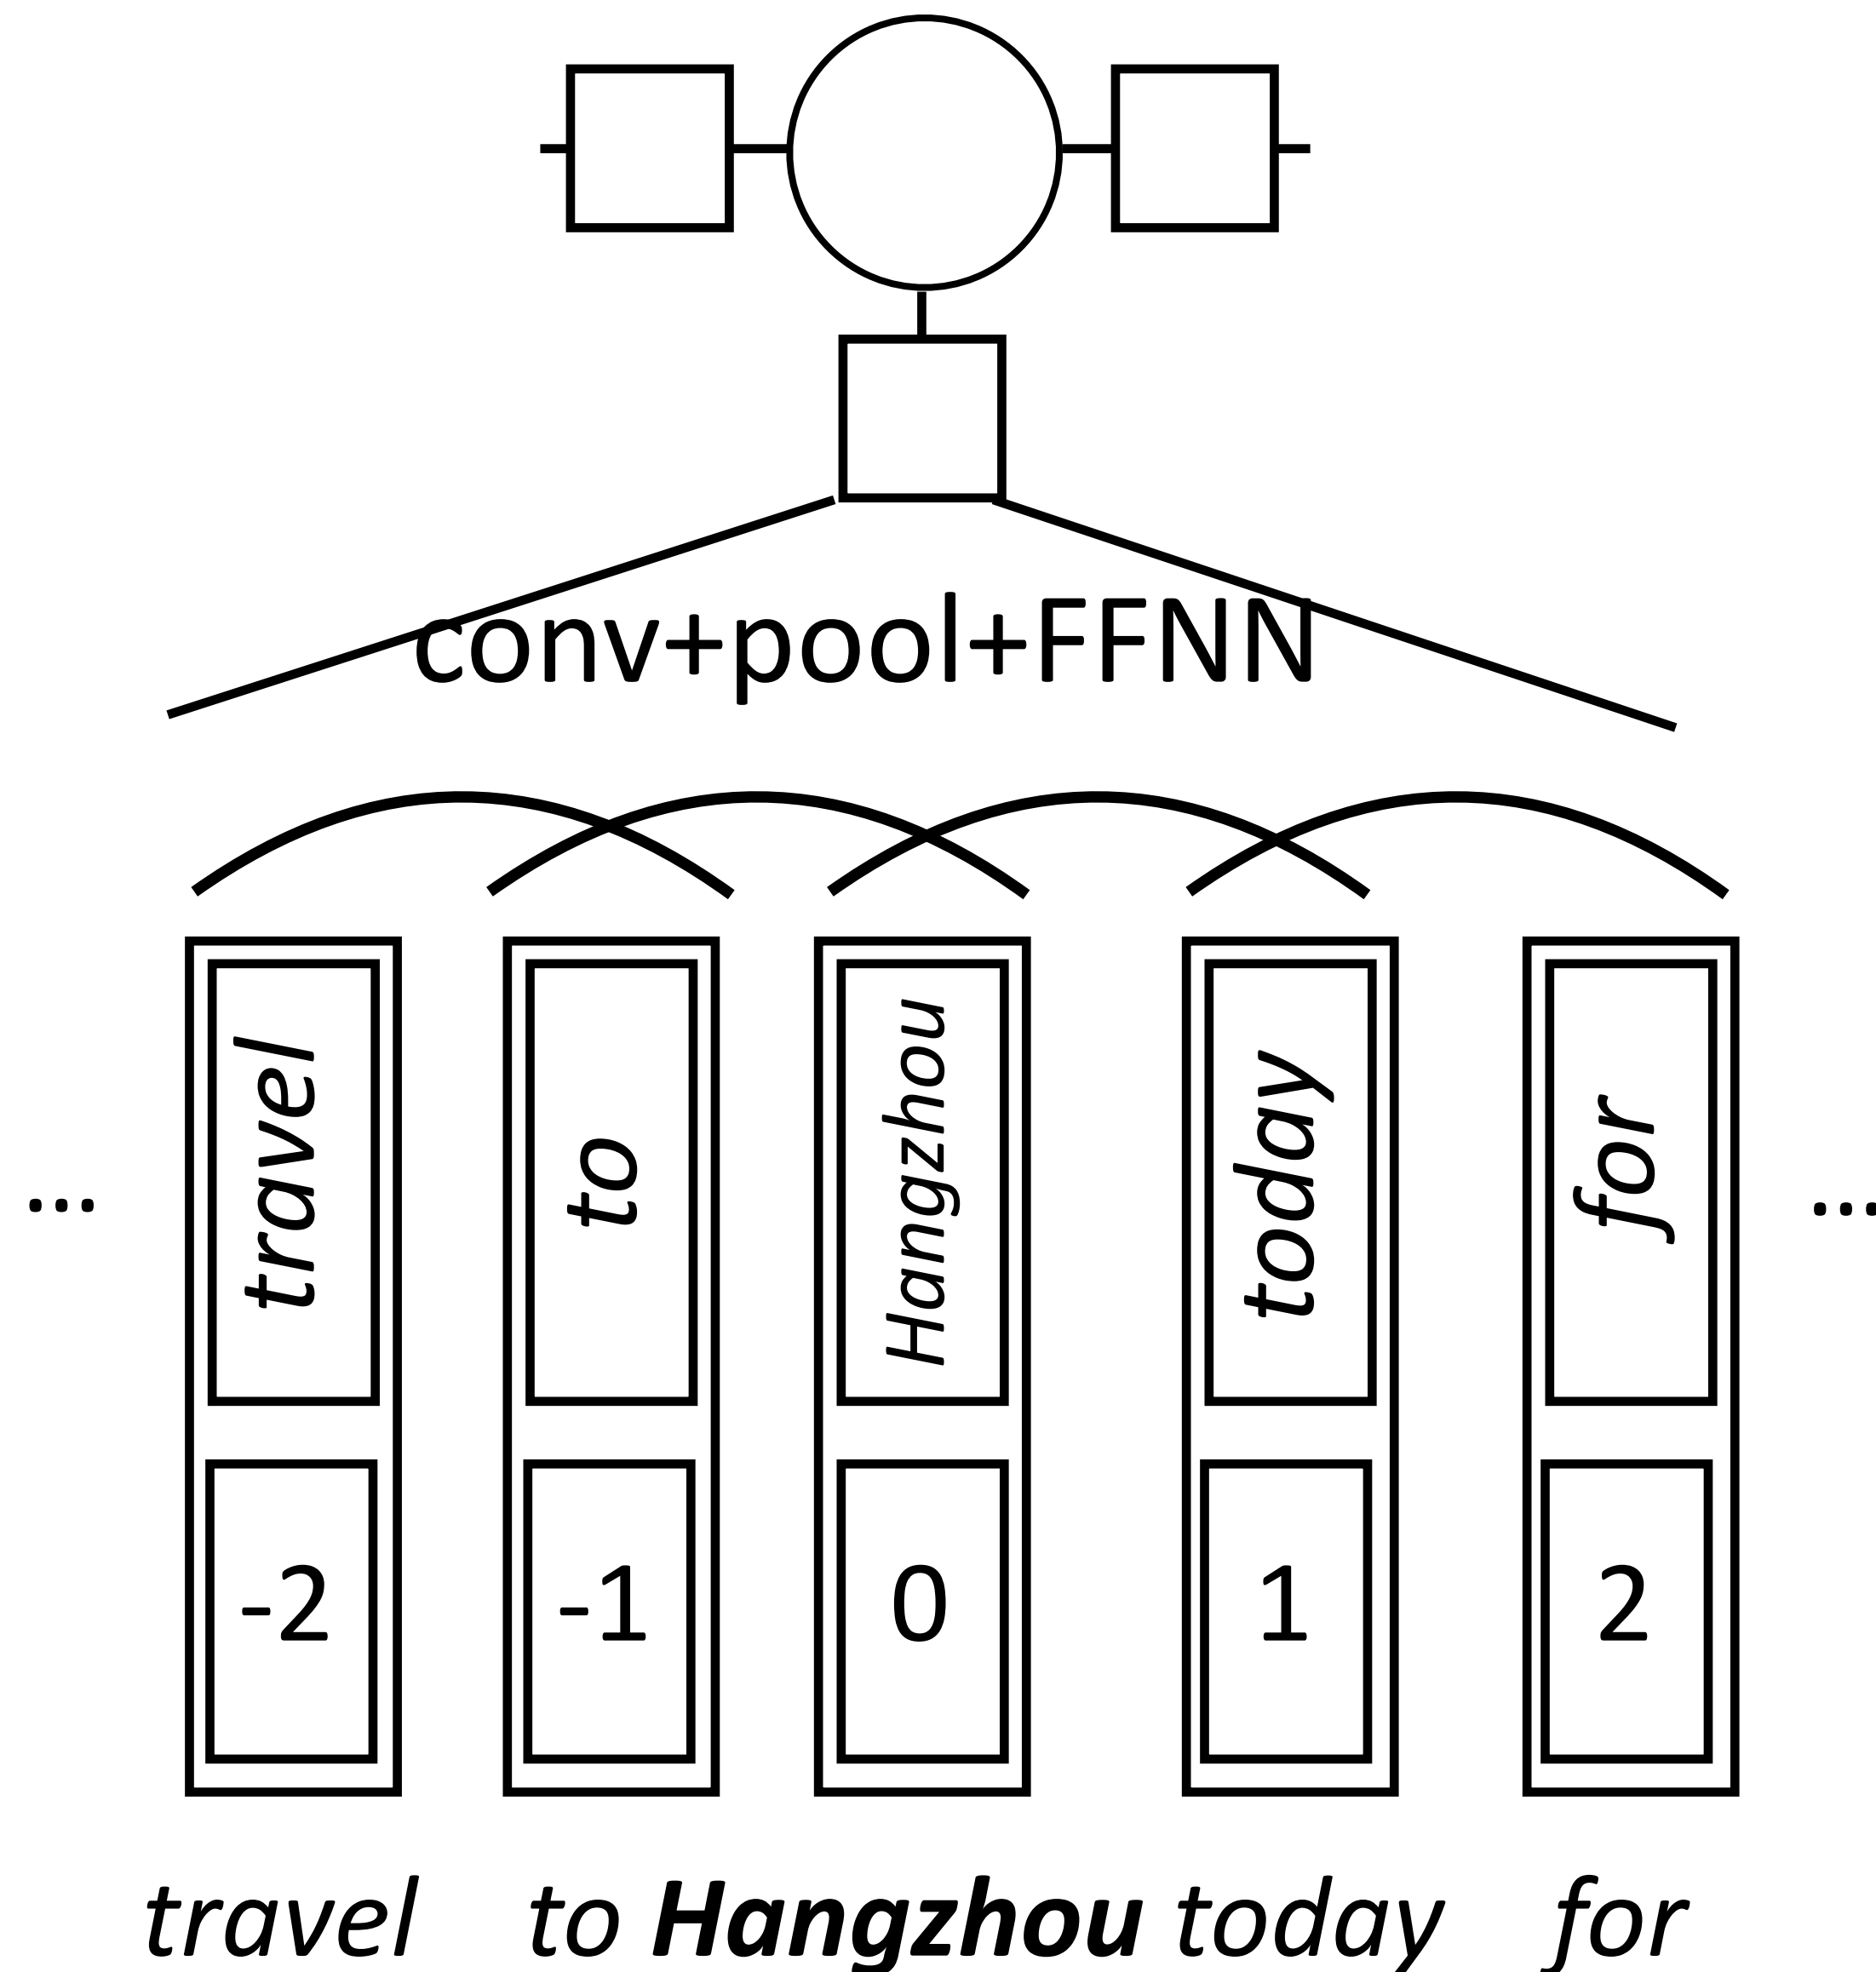 conv+pool+FFNN
travel to Hangzhou today for
... ...
-2 -1 0 1 2
travel to Hangzhou today for